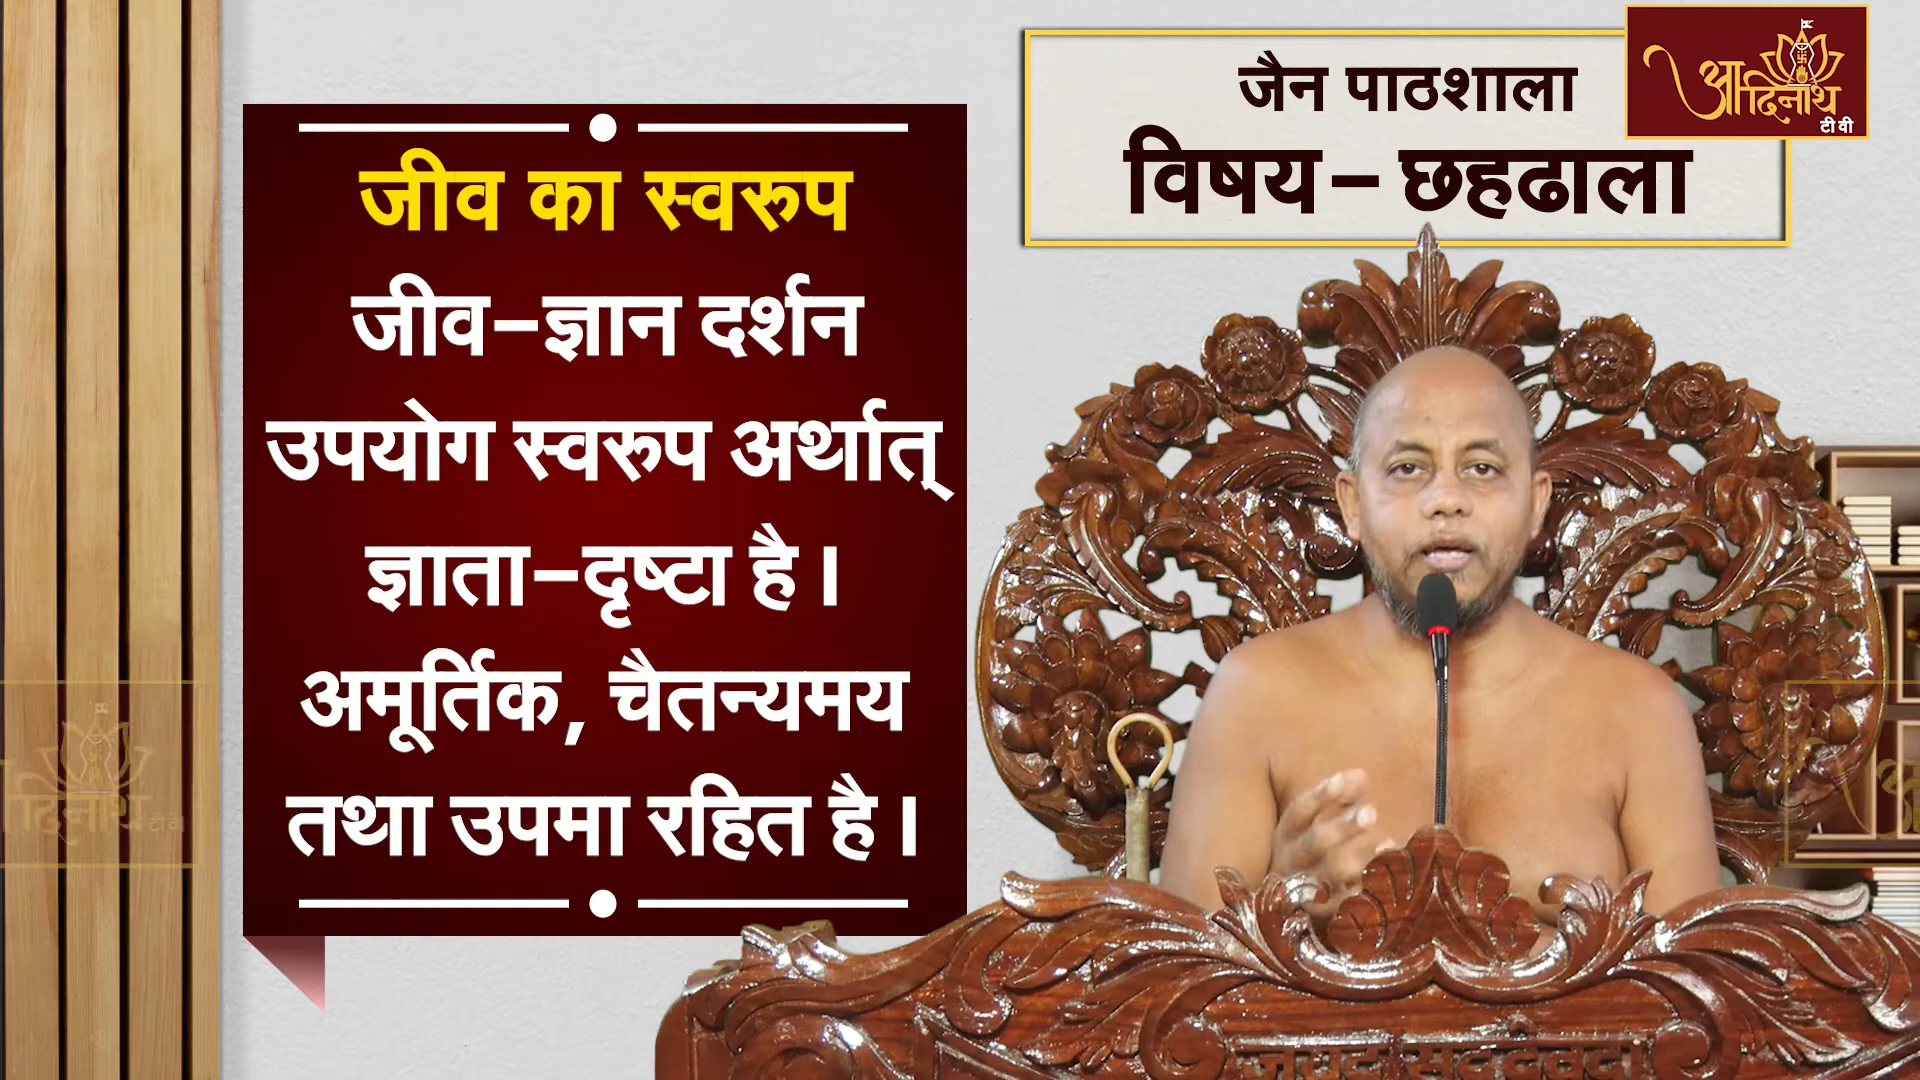 जीव का स्वरुप
जीव–ज्ञान दर्शन
उपयोग स्वरुप अर्थात्
ज्ञाता–दृष्टा है ।
अमूर्तिक, चैतन्यमय
तथा उपमा रहित है ।
जैन पाठशाला
विषय – छहढाला
आदिनाथ
टी वी